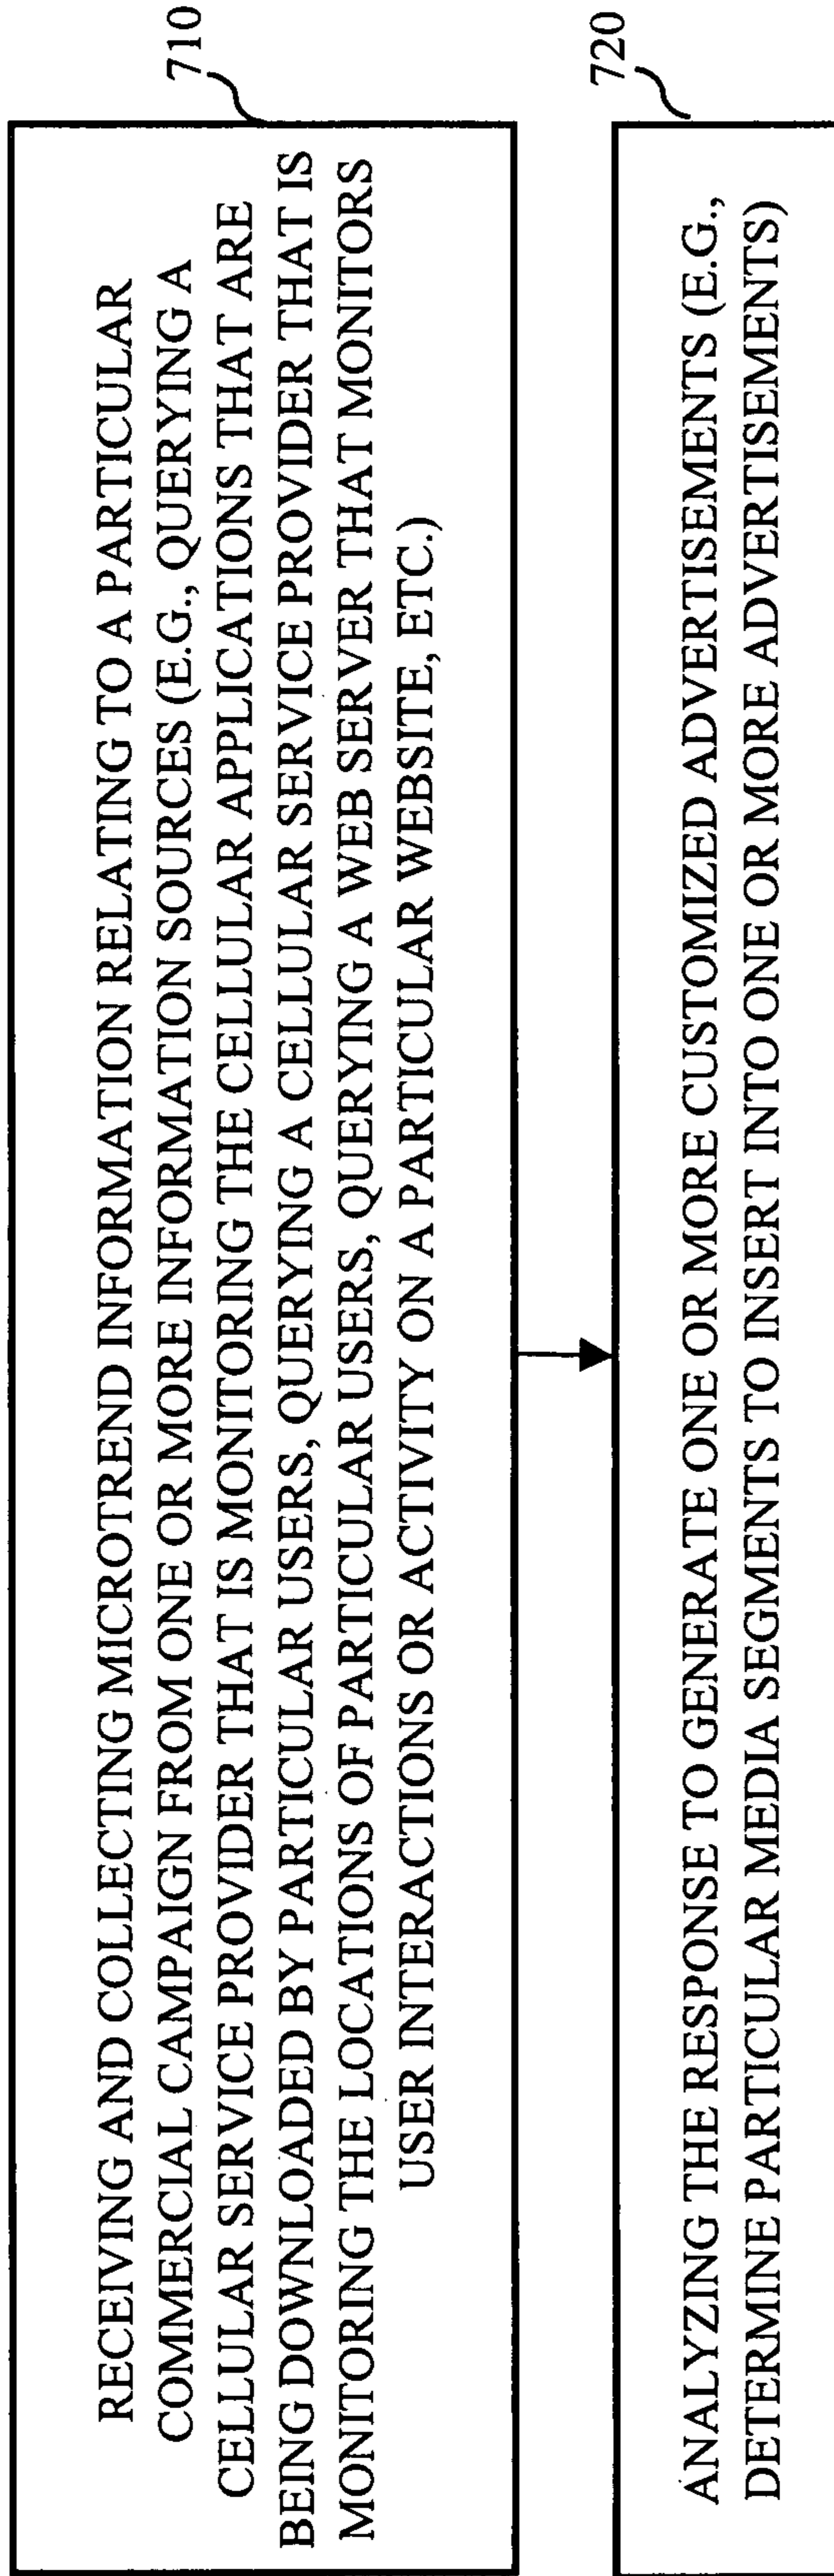 RECEIVING AND COLLECTING MICROTREND INFORMATION RELATING TO A PARTICULAR
COMMERCIAL CAMPAIGN FROM ONE OR MORE INFORMATION SOURCES (E.G., QUERYING A
CELLULAR SERVICE PROVIDER THAT IS MONITORING THE CELLULAR APPLICATIONS THAT ARE
BEING DOWNLOADED BY PARTICULAR USERS, QUERYING A CELLULAR SERVICE PROVIDER THAT IS
MONITORING THE LOCATIONS OF PARTICULAR USERS, QUERYING A WEB SERVER THAT MONITORS
USER INTERACTIONS OR ACTIVITY ON A PARTICULAR WEBSITE, ETC.)
710
ANALYZING THE RESPONSE TO GENERATE ONE OR MORE CUSTOMIZED ADVERTISEMENTS (E.G.,
DETERMINE PARTICULAR MEDIA SEGMENTS TO INSERT INTO ONE OR MORE ADVERTISEMENTS)
720